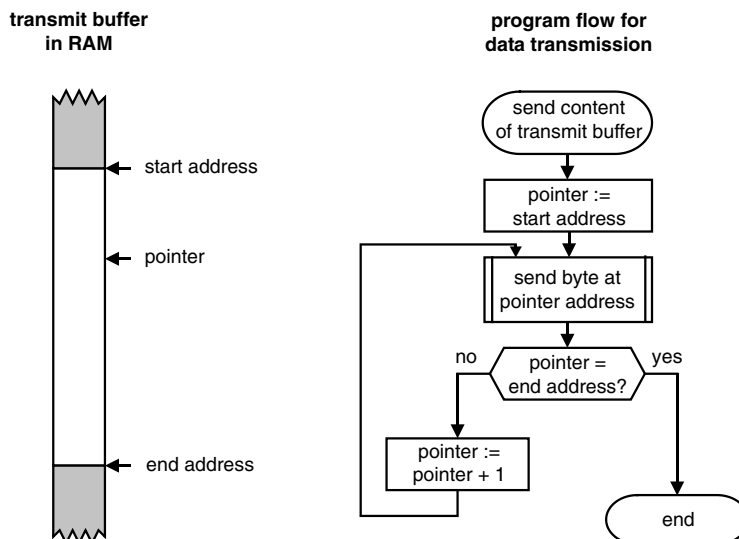 transmit buffer
in RAM
start address
pointer
end address
program flow for
data transmission
send content
of transmit buffer
pointer :=
start address
send byte at
pointer address
no
pointer =
end address?
yes
pointer :=
pointer + 1
end